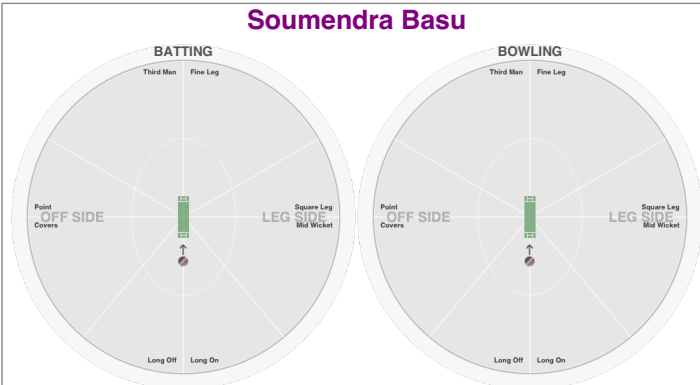 Soumendra Basu
BATTING
Third Man
Fine Leg
Point
OFF SIDE
Covers
Square Leg
LEG SIDE
Mid Wicket
Long Off
Long On
BOWLING
Third Man
Fine Leg
Point
OFF SIDE
Covers
Square Leg
LEG SIDE
Mid Wicket
Long Off
Long On